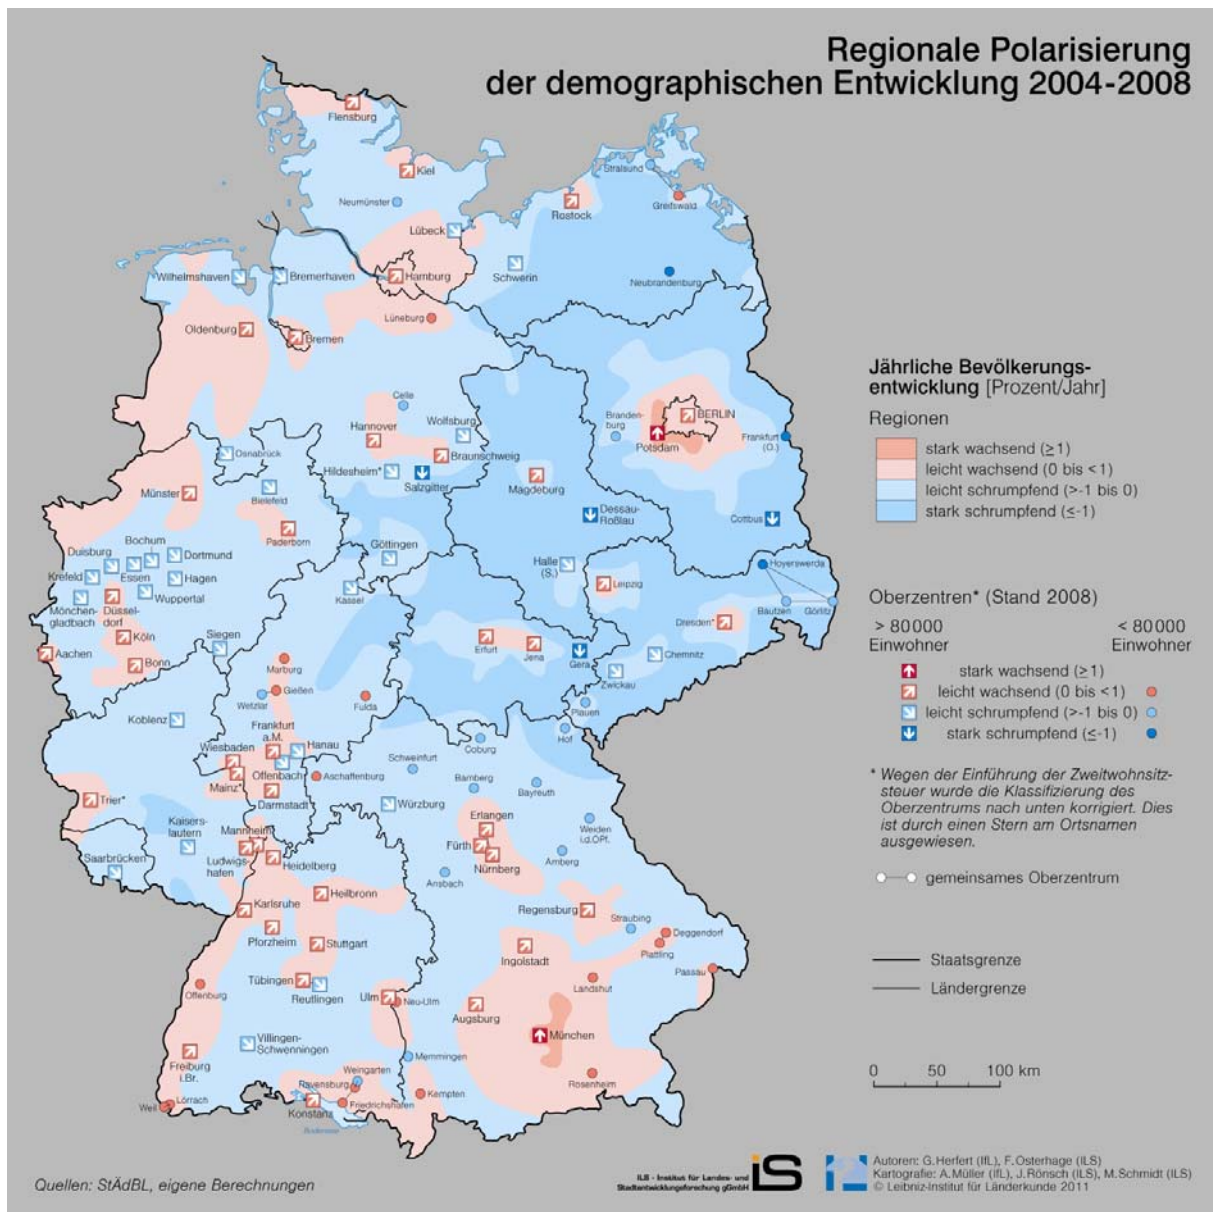 Regionale Polarisierung
der demographischen Entwicklung 2004-2008
Flensburg
Kiel
Neumünster
Lübeck
Stralsund
Greifswald
Rostock
Wilhelmshaven
Bremerhaven
Hamburg
Schwerin
Neubrandenburg
Lüneburg
Oldenburg
Bremen
Celle
Wolfsburg
Hannover
Braunschweig
Hildesheim*
Salzgitter
Magdeburg
Branden-
burg
BERLIN
Potsdam
Frankfurt
(O.)
Osnabrück
Münster
Bielefeld
Paderborn
Dessau-
Roßlau
Cottbus
Göttingen
Halle
(S.)
Leipzig
Hoyerswerda
Bautzen
Görlitz
Bochum
Duisburg
Dortmund
Krefeld
Essen
Hagen
Mönchen-
gladbach
Düssel-
dorf
Wuppertal
Kassel
Dresden*
Köln
Siegen
Aachen
Bonn
Erfurt
Jena
Gera
Chemnitz
Zwickau
Marburg
Gießen
Wetzlar
Fulda
Plauen
Koblenz
Frankfurt
a.M.
Hanau
Wiesbaden
Offenbach
Mainz*
Aschaffenburg
Darmstadt
Schweinfurt
Coburg
Hof
Bamberg
Bayreuth
Trier*
Kaisers-
lautern
Würzburg
Mannheim
Erlangen
Weiden
i.d.OPf.
Fürth
Saarbrücken
Ludwigs-
hafen
Heidelberg
Nürnberg
Amberg
Ansbach
Heilbronn
Karlsruhe
Regensburg
Straubing
Pforzheim
Stuttgart
Deggendorf
Plattling
Ingolstadt
Passau
Tübingen
Reutlingen
Landshut
Offenburg
Ulm
Neu-Ulm
Augsburg
München
Villingen-
Schwenningen
Memmingen
Freiburg
i.Br.
Weingarten
Ravensburg
Rosenheim
Kempten
Weil
Lörrach
Konstanz
Friedrichshafen
Bodensee
Jährliche Bevölkerungs-
entwicklung [Prozent/Jahr]
Regionen
stark wachsend (≥1)
leicht wachsend (0 bis <1)
leicht schrumpfend (>-1 bis 0)
stark schrumpfend (≤-1)
Oberzentren* (Stand 2008)
> 80000 < 80000
Einwohner Einwohner
stark wachsend (≥1)
leicht wachsend (0 bis <1)
leicht schrumpfend (>-1 bis 0)
stark schrumpfend (≤-1)
* Wegen der Einführung der Zweitwohnsitz-
steuer wurde die Klassifizierung des
Oberzentrums nach unten korrigiert. Dies
ist durch einen Stern am Ortsnamen
ausgewiesen.
gemeinsames Oberzentrum
Staatsgrenze
Ländergrenze
0 50 100 km
Quellen: StÄdBL, eigene Berechnungen
ILS - Institut für Landes- und
Stadtentwicklungsforschung gGmbH
iLS
Autoren: G.Herfert (IfL), F.Osterhage (ILS)
Kartografie: A.Müller (IfL), J.Rönsch (ILS), M.Schmidt (ILS)
© Leibniz-Institut für Länderkunde 2011